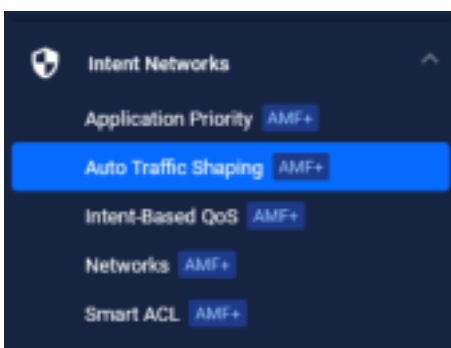 Intent Networks
Application Priority AMF+
Auto Traffic Shaping AMF+
Intent-Based QoS AMF+
Networks AMF+
Smart ACL AMF+